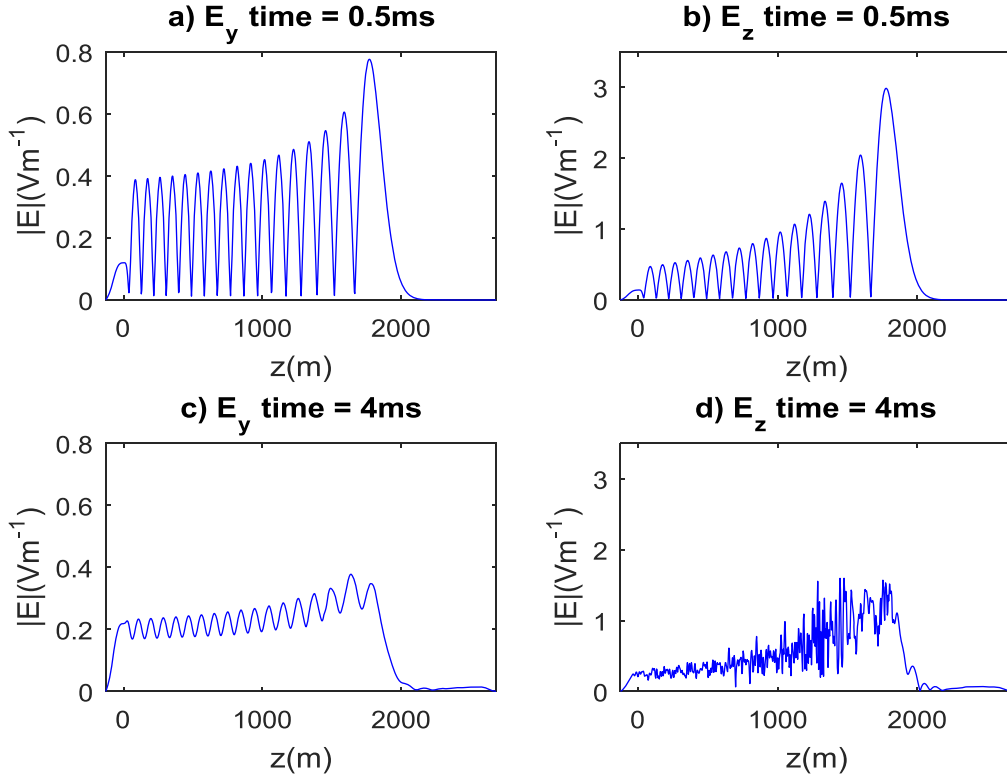 a) E_y time = 0.5ms
0.8
0.6
0.4
0.2
0
|E|(Vm^-1)
0 1000 2000
z(m)
b) E_z time = 0.5ms
3
2
1
0
|E|(Vm^-1)
0 1000 2000
z(m)
c) E_y time = 4ms
0.8
0.6
0.4
0.2
0
|E|(Vm^-1)
0 1000 2000
z(m)
d) E_z time = 4ms
3
2
1
0
|E|(Vm^-1)
0 1000 2000
z(m)